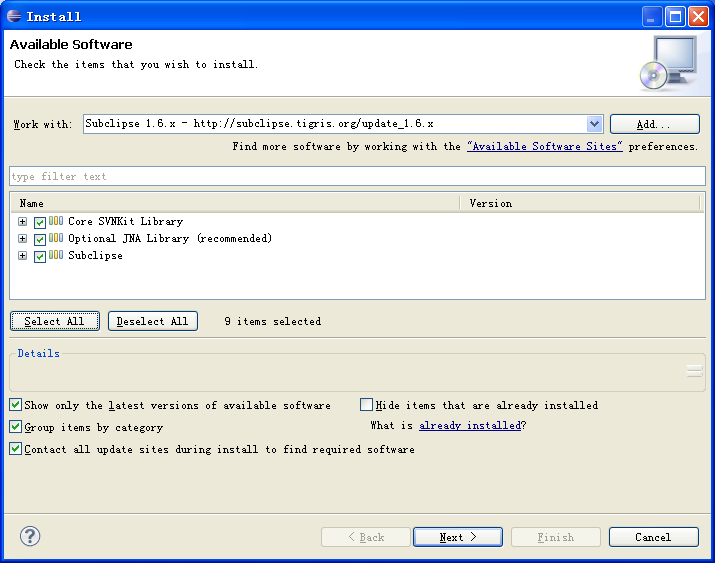 Install
Available Software
Check the items that you wish to install.
Work with: Subclipse 1.6.x - http://subclipse.tigris.org/update_1.6.x Add...
Find more software by working with the "Available Software Sites" preferences.
type filter text
Name Version
Core SVNKit Library
Optional JNA Library (recommended)
Subclipse
Select All Deselect All 9 items selected
Details
Show only the latest versions of available software Hide items that are already installed
Group items by category What is already installed?
Contact all update sites during install to find required software
? < Back Next > Finish Cancel